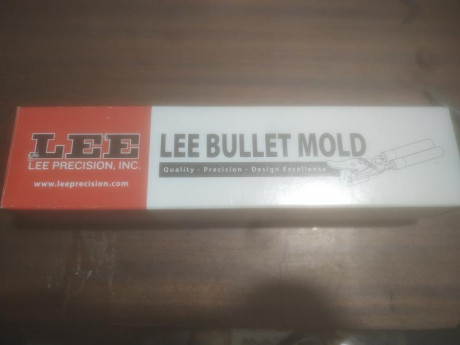 LEE
LEE PRECISION, INC.
www.leeprecision.com
LEE BULLET MOLD
Quality - Precision - Design Excellence